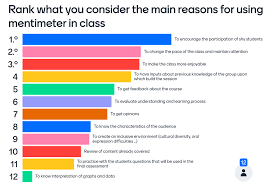 Rank what you consider the main reasons for using
mentimeter in class
1.º To encourage the participation of shy students
2.º To change the pace of the class and maintain attention
3.º To make the class more enjoyable
4 To have inputs about previous knowledge of the group upon
which build the session
5 To get feedback about the course
6 To evaluate understanding and learning process
7 To get opinions
8 To know the characteristics of the audience
9 To create an inclusive environment (cultural diversity, and
expression difficulties ...)
10 Review of content already covered
11 To practice with the students questions that will be used in the
final assessment
12 To know interpretation of graphs and data
12